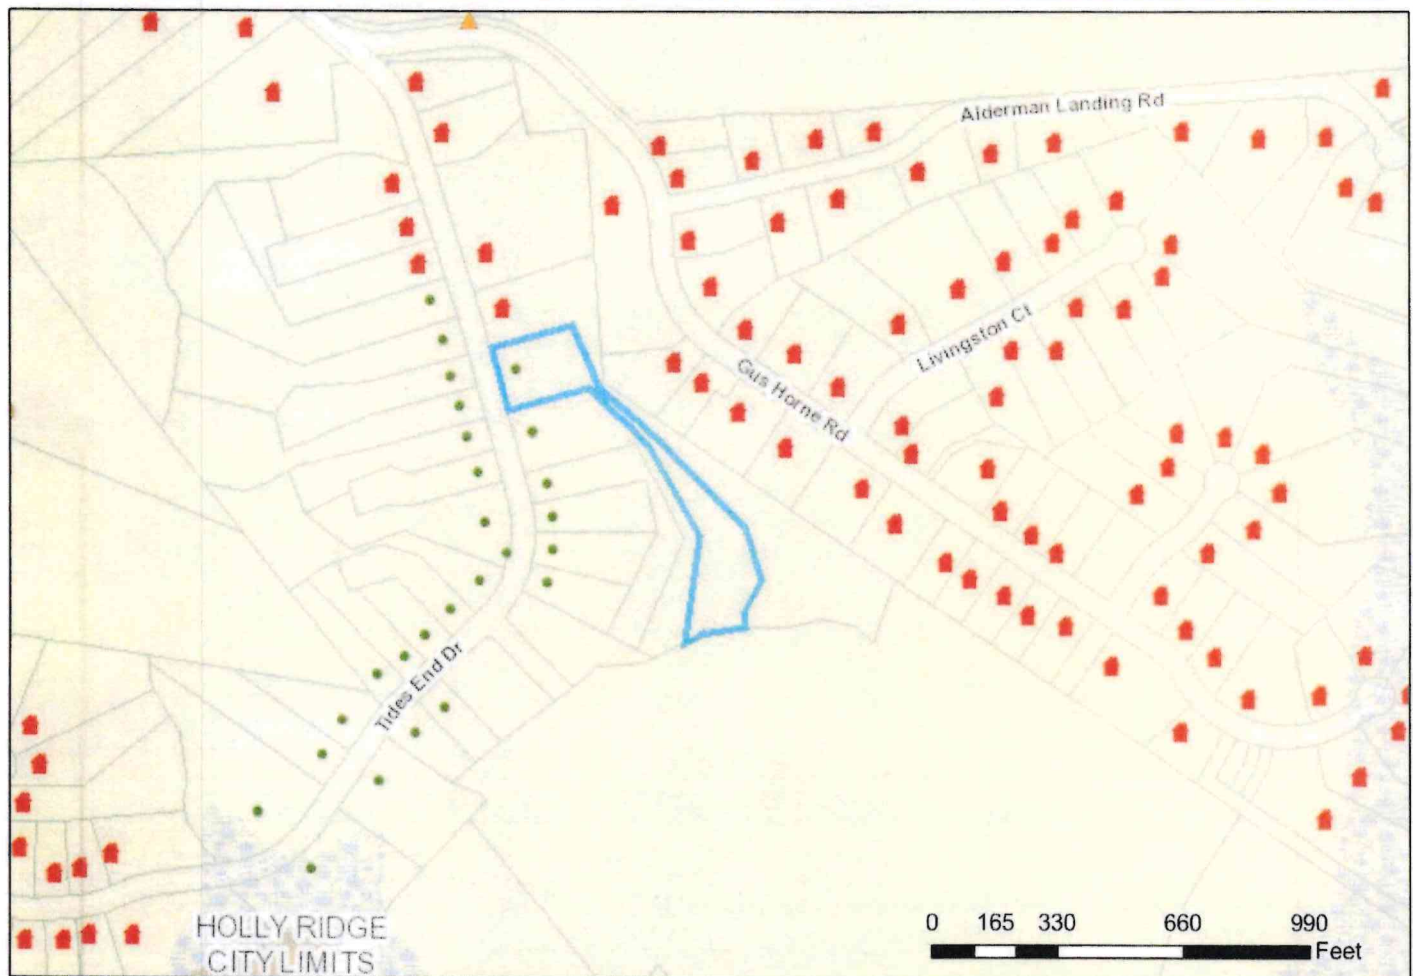 Alderman Landing Rd
Livingston Ct
Gus Horne Rd
Tides End Dr
HOLLY RIDGE
CITY LIMITS
0 165 330 660 990
Feet